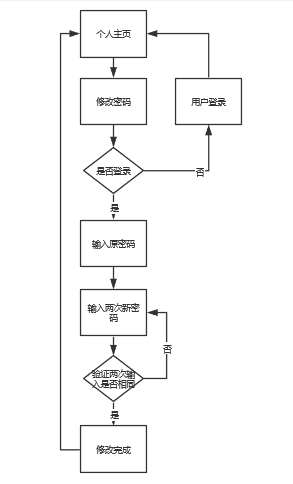 个人主页
修改密码
用户登录
是否登录
否
是
输入原密码
输入两次新密
码
否
验证两次输
入是否相同
是
修改完成